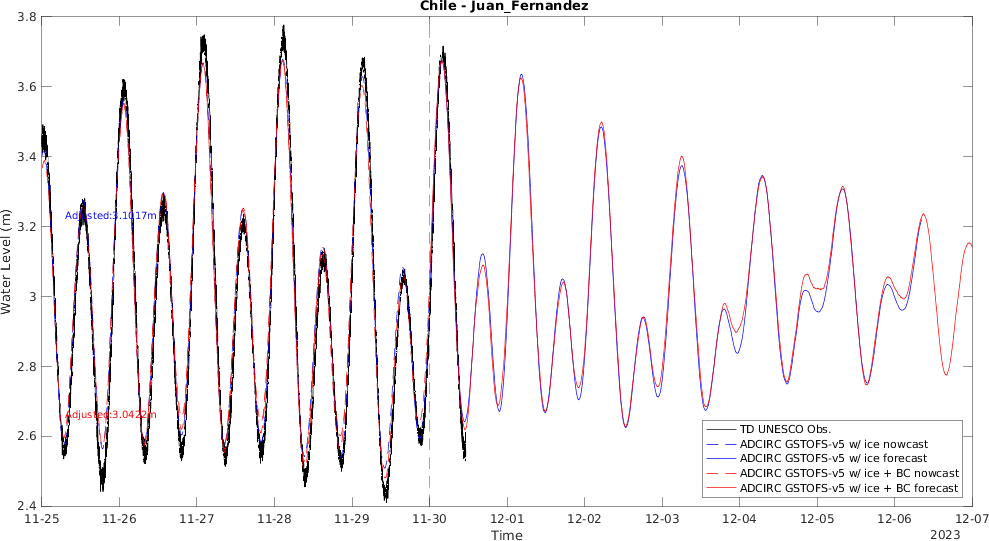 Chile - Juan_Fernandez
Water Level (m)
3.8
3.6
3.4
3.2
3
2.8
2.6
2.4
Adjusted:3.1017m
Adjusted:3.0422m
TD UNESCO Obs.
ADCIRC GSTOFS-v5 w/ ice nowcast
ADCIRC GSTOFS-v5 w/ ice forecast
ADCIRC GSTOFS-v5 w/ ice + BC nowcast
ADCIRC GSTOFS-v5 w/ ice + BC forecast
11-25 11-26 11-27 11-28 11-29 11-30 12-01 12-02 12-03 12-04 12-05 12-06 12-07
Time
2023